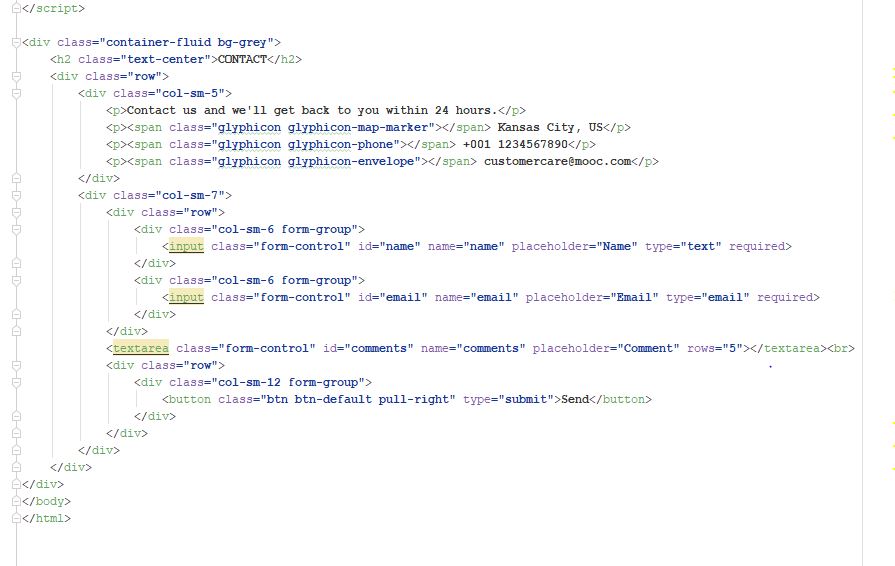 </script>
<div class="container-fluid bg-grey">
<h2 class="text-center">CONTACT</h2>
<div class="row">
<div class="col-sm-5">
<p>Contact us and we'll get back to you within 24 hours.</p>
<p><span class="glyphicon glyphicon-map-marker"></span> Kansas City, US</p>
<p><span class="glyphicon glyphicon-phone"></span> +001 1234567890</p>
<p><span class="glyphicon glyphicon-envelope"></span> customercare@mooc.com</p>
</div>
<div class="col-sm-7">
<div class="row">
<div class="col-sm-6 form-group">
<input class="form-control" id="name" name="name" placeholder="Name" type="text" required>
</div>
<div class="col-sm-6 form-group">
<input class="form-control" id="email" name="email" placeholder="Email" type="email" required>
</div>
</div>
<textarea class="form-control" id="comments" name="comments" placeholder="Comment" rows="5"></textarea><br>
<div class="row">
<div class="col-sm-12 form-group">
<button class="btn btn-default pull-right" type="submit">Send</button>
</div>
</div>
</div>
</div>
</div>
</body>
</html>